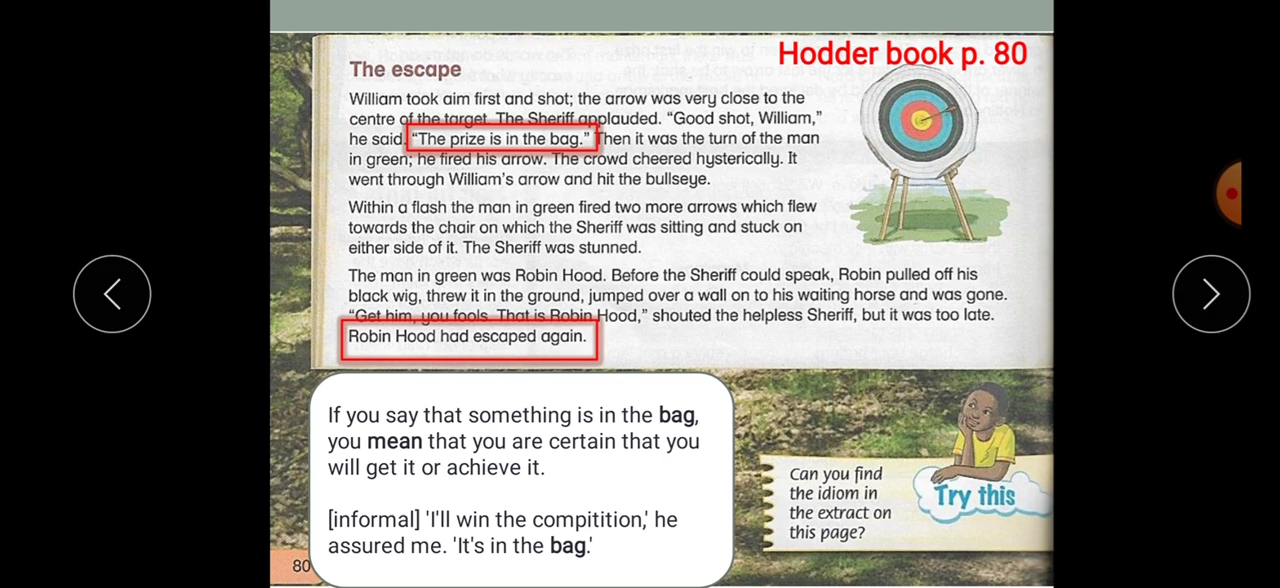 Hodder book p. 80
The escape
William took aim first and shot; the arrow was very close to the
centre of the target. The Sheriff applauded. “Good shot, William,”
he said. “The prize is in the bag.” Then it was the turn of the man
in green; he fired his arrow. The crowd cheered hysterically. It
went through William’s arrow and hit the bullseye.
Within a flash the man in green fired two more arrows which flew
towards the chair on which the Sheriff was sitting and stuck on
either side of it. The Sheriff was stunned.
The man in green was Robin Hood. Before the Sheriff could speak, Robin pulled off his
black wig, threw it in the ground, jumped over a wall on to his waiting horse and was gone.
“Get him, you fools. That is Robin Hood,” shouted the helpless Sheriff, but it was too late.
Robin Hood had escaped again.
If you say that something is in the bag,
you mean that you are certain that you
will get it or achieve it.
[informal] 'I'll win the compitition,' he
assured me. 'It's in the bag.'
Can you find
the idiom in
the extract on
this page?
Try this
80